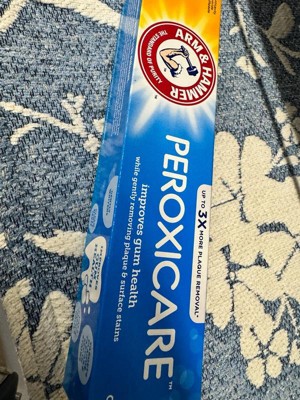 ARM & HAMMER
THE STANDARD OF PURITY
UP TO 3X MORE PLAQUE REMOVAL*
PEROXICARE™
improves gum health
while gently removing plaque & surface stains